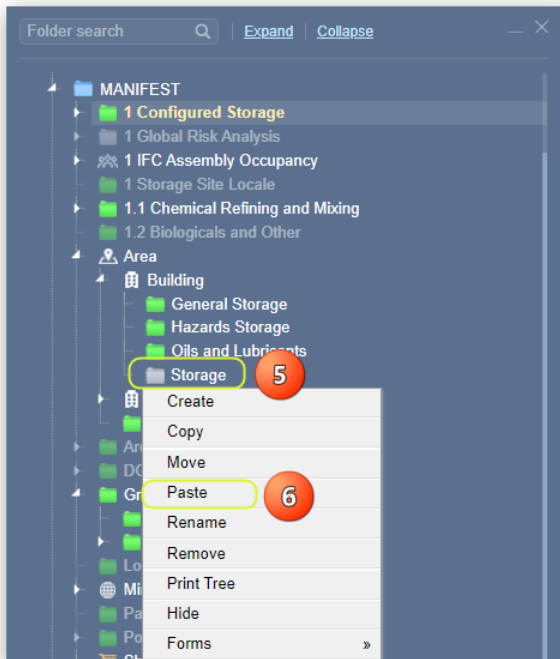 Folder search Expand Collapse
MANIFEST
1 Configured Storage
1 Global Risk Analysis
1 IFC Assembly Occupancy
1 Storage Site Locale
1.1 Chemical Refining and Mixing
1.2 Biologicals and Other
Area
Building
General Storage
Hazards Storage
Oils and Lubricants
Storage 5
Create
Copy
Move
Paste 6
Rename
Remove
Print Tree
Hide
Forms »